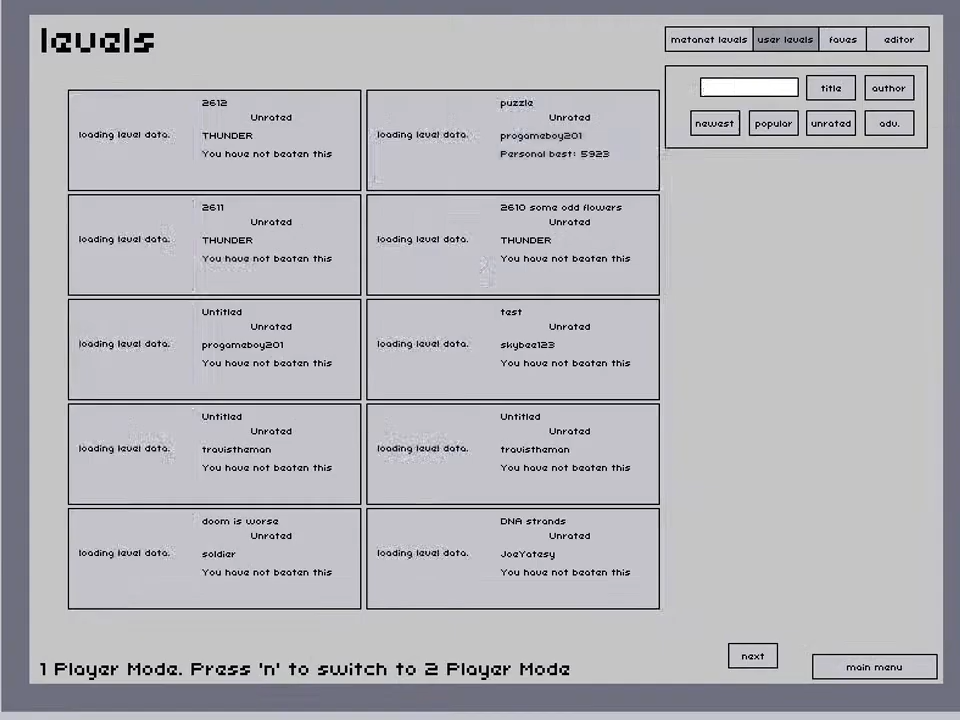 levels
metanet levels user levels faves editor
title author
newest popular unrated adv.
2612
Unrated
loading level data.
THUNDER
You have not beaten this
puzzle
Unrated
loading level data.
progameboy201
Personal best: 5923
2611
Unrated
loading level data.
THUNDER
You have not beaten this
2610 some odd flowers
Unrated
loading level data.
THUNDER
You have not beaten this
Untitled
Unrated
loading level data.
progameboy201
You have not beaten this
test
Unrated
loading level data.
skybee123
You have not beaten this
Untitled
Unrated
loading level data.
travistheman
You have not beaten this
Untitled
Unrated
loading level data.
travistheman
You have not beaten this
doom is worse
Unrated
loading level data.
soldier
You have not beaten this
DNA strands
Unrated
loading level data.
JoeYatesy
You have not beaten this
next
1 Player Mode. Press 'n' to switch to 2 Player Mode
main menu